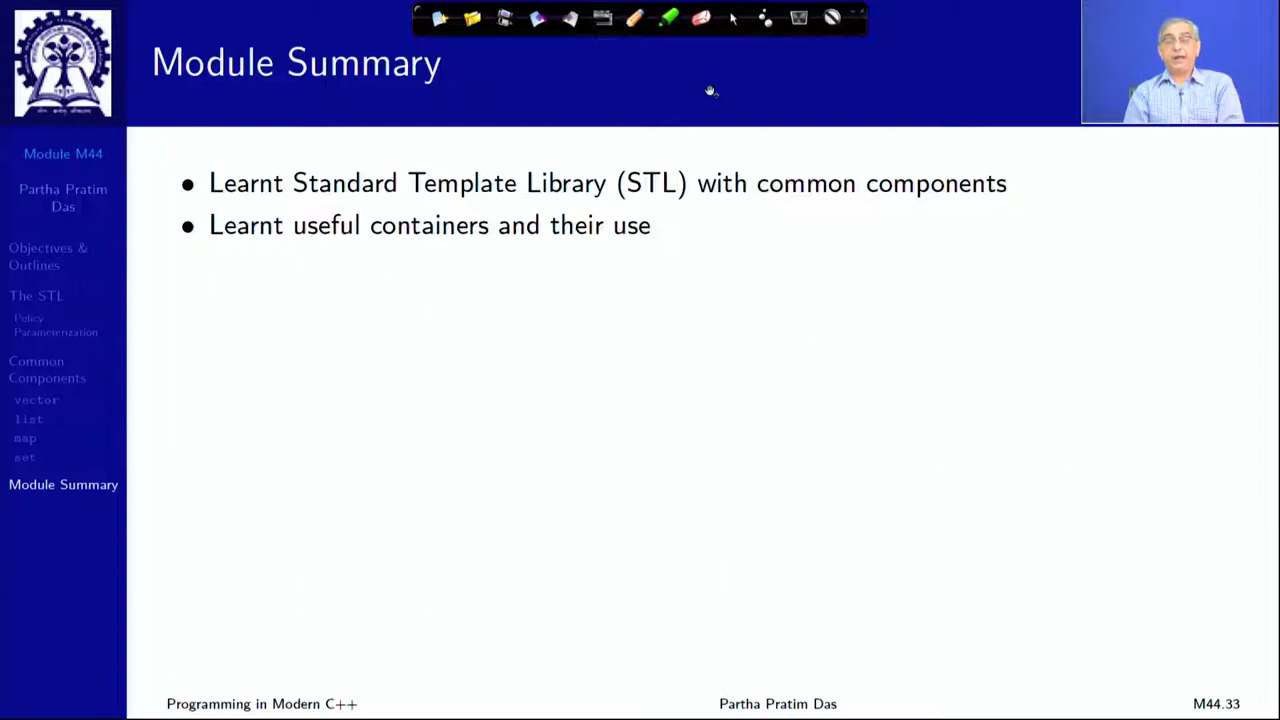 Module Summary
Module M44
Partha Pratim
Das
Objectives &
Outlines
The STL
Policy
Parameterization
Common
Components
vector
list
map
set
Module Summary
• Learnt Standard Template Library (STL) with common components
• Learnt useful containers and their use
Programming in Modern C++
Partha Pratim Das
M44.33